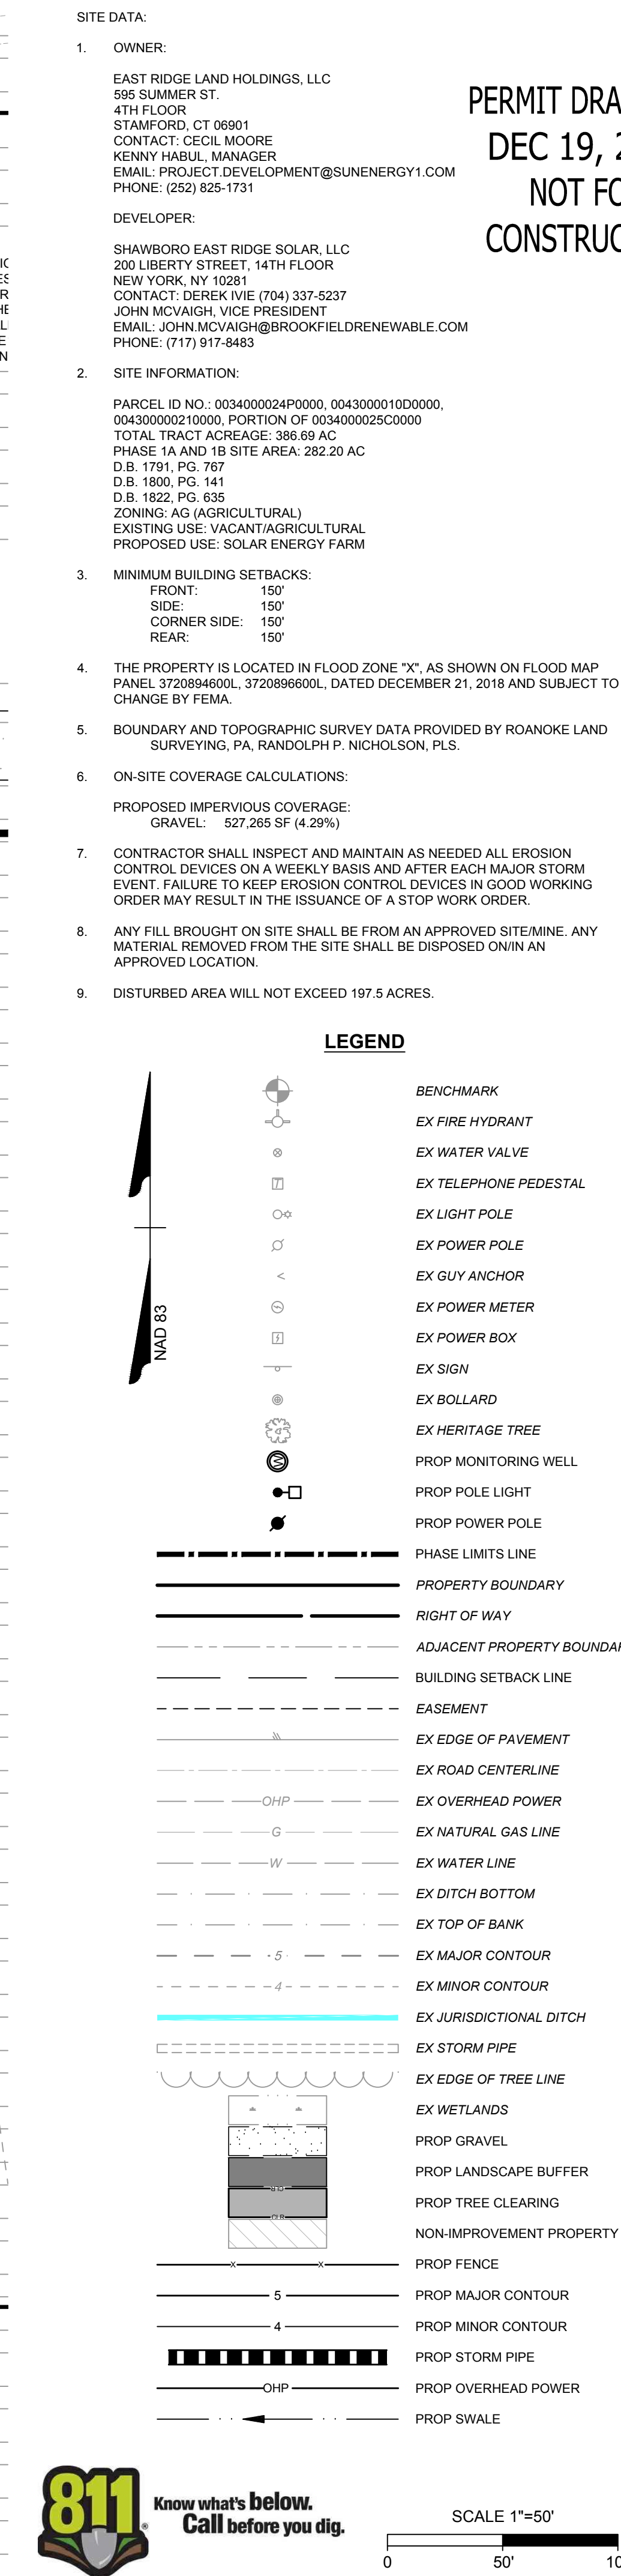 SITE DATA:
1. OWNER:
EAST RIDGE LAND HOLDINGS, LLC
595 SUMMER ST.
4TH FLOOR
STAMFORD, CT 06901
CONTACT: CECIL MOORE
KENNY HABUL, MANAGER
EMAIL: PROJECT.DEVELOPMENT@SUNENERGY1.COM
PHONE: (252) 825-1731
DEVELOPER:
SHAWBORO EAST RIDGE SOLAR, LLC
200 LIBERTY STREET, 14TH FLOOR
NEW YORK, NY 10281
CONTACT: DEREK IVIE (704) 337-5237
JOHN MCVAIGH, VICE PRESIDENT
EMAIL: JOHN.MCVAIGH@BROOKFIELDRENEWABLE.COM
PHONE: (717) 917-8483
PERMIT DRA
DEC 19, 2
NOT FO
CONSTRUC
2. SITE INFORMATION:
PARCEL ID NO.: 0034000024P0000, 0043000010D0000,
004300000210000, PORTION OF 0034000025C0000
TOTAL TRACT ACREAGE: 386.69 AC
PHASE 1A AND 1B SITE AREA: 282.20 AC
D.B. 1791, PG. 767
D.B. 1800, PG. 141
D.B. 1822, PG. 635
ZONING: AG (AGRICULTURAL)
EXISTING USE: VACANT/AGRICULTURAL
PROPOSED USE: SOLAR ENERGY FARM
3. MINIMUM BUILDING SETBACKS:
FRONT: 150'
SIDE: 150'
CORNER SIDE: 150'
REAR: 150'
4. THE PROPERTY IS LOCATED IN FLOOD ZONE "X", AS SHOWN ON FLOOD MAP
PANEL 3720894600L, 3720896600L, DATED DECEMBER 21, 2018 AND SUBJECT TO
CHANGE BY FEMA.
5. BOUNDARY AND TOPOGRAPHIC SURVEY DATA PROVIDED BY ROANOKE LAND
SURVEYING, PA, RANDOLPH P. NICHOLSON, PLS.
6. ON-SITE COVERAGE CALCULATIONS:
PROPOSED IMPERVIOUS COVERAGE:
GRAVEL: 527,265 SF (4.29%)
7. CONTRACTOR SHALL INSPECT AND MAINTAIN AS NEEDED ALL EROSION
CONTROL DEVICES ON A WEEKLY BASIS AND AFTER EACH MAJOR STORM
EVENT. FAILURE TO KEEP EROSION CONTROL DEVICES IN GOOD WORKING
ORDER MAY RESULT IN THE ISSUANCE OF A STOP WORK ORDER.
8. ANY FILL BROUGHT ON SITE SHALL BE FROM AN APPROVED SITE/MINE. ANY
MATERIAL REMOVED FROM THE SITE SHALL BE DISPOSED ON/IN AN
APPROVED LOCATION.
9. DISTURBED AREA WILL NOT EXCEED 197.5 ACRES.
LEGEND
NAD 83
BENCHMARK
EX FIRE HYDRANT
EX WATER VALVE
T EX TELEPHONE PEDESTAL
EX LIGHT POLE
EX POWER POLE
EX GUY ANCHOR
EX POWER METER
EX POWER BOX
EX SIGN
EX BOLLARD
EX HERITAGE TREE
PROP MONITORING WELL
PROP POLE LIGHT
PROP POWER POLE
PHASE LIMITS LINE
PROPERTY BOUNDARY
RIGHT OF WAY
ADJACENT PROPERTY BOUNDAR
BUILDING SETBACK LINE
EASEMENT
EX EDGE OF PAVEMENT
EX ROAD CENTERLINE
OHP EX OVERHEAD POWER
G EX NATURAL GAS LINE
W EX WATER LINE
EX DITCH BOTTOM
EX TOP OF BANK
5 EX MAJOR CONTOUR
4 EX MINOR CONTOUR
EX JURISDICTIONAL DITCH
EX STORM PIPE
EX EDGE OF TREE LINE
EX WETLANDS
PROP GRAVEL
PROP LANDSCAPE BUFFER
PROP TREE CLEARING
NON-IMPROVEMENT PROPERTY
X X PROP FENCE
5 PROP MAJOR CONTOUR
4 PROP MINOR CONTOUR
PROP STORM PIPE
OHP PROP OVERHEAD POWER
PROP SWALE
811
Know what's below.
Call before you dig.
SCALE 1"=50'
0 50' 10